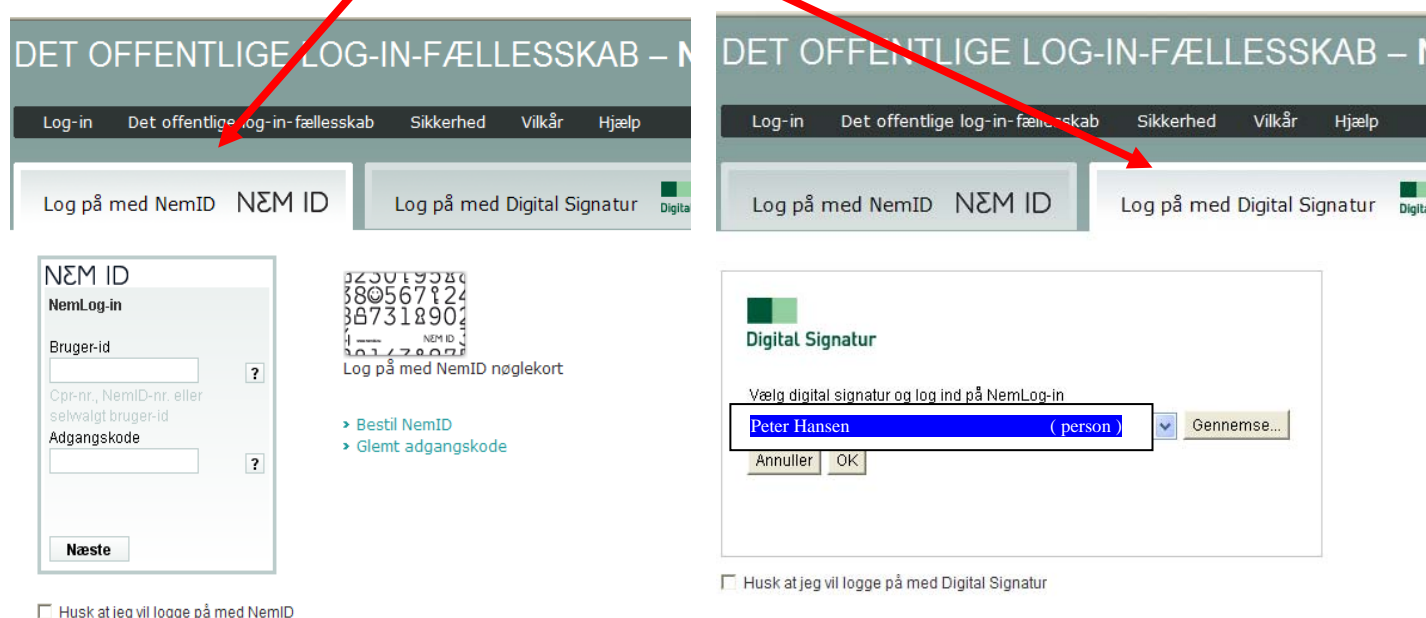 DET OFFENTLIGE LOG-IN-FÆLLESSKAB –
Log-in Det offentlige log-in-fællesskab Sikkerhed Vilkår Hjælp
Log på med NemID NEM ID Log på med Digital Signatur
NEM ID
NemLog-in
Bruger-id
?
Cpr-nr., NemID-nr. eller
selvvalgt bruger-id
Adgangskode
?
Næste
NEM ID
Log på med NemID nøglekort
Bestil NemID
Glemt adgangskode
Husk at jeg vil logge på med NemID
DET OFFENTLIGE LOG-IN-FÆLLESSKAB –
Log-in Det offentlige log-in-fællesskab Sikkerhed Vilkår Hjælp
Log på med NemID NEM ID Log på med Digital Signatur
Digital Signatur
Vælg digital signatur og log ind på NemLog-in
Peter Hansen ( person )
Gennemse...
Annuller OK
Husk at jeg vil logge på med Digital Signatur